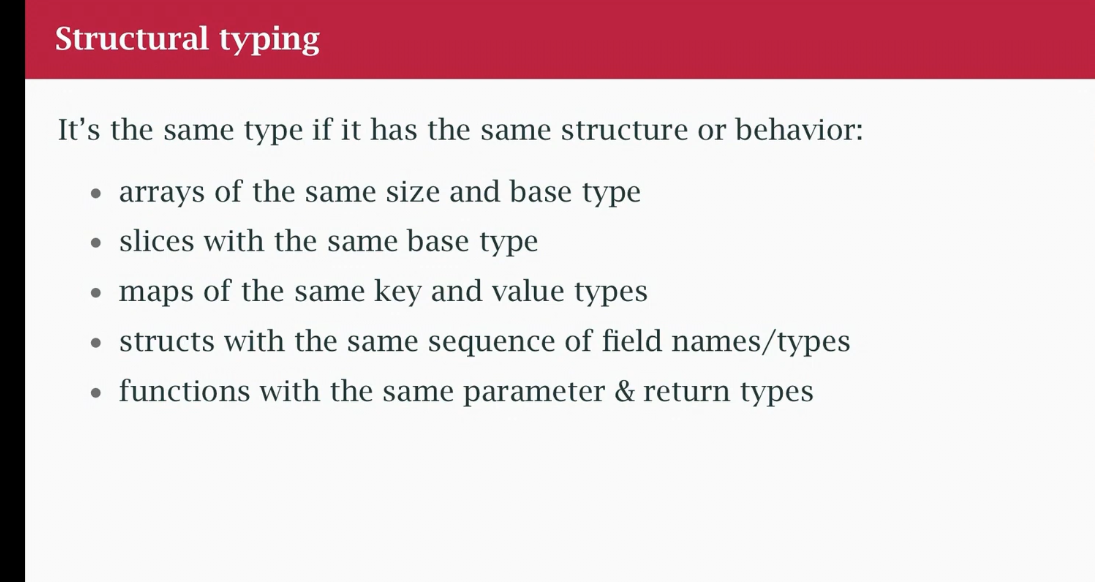 Structural typing
It's the same type if it has the same structure or behavior:
• arrays of the same size and base type
• slices with the same base type
• maps of the same key and value types
• structs with the same sequence of field names/types
• functions with the same parameter & return types